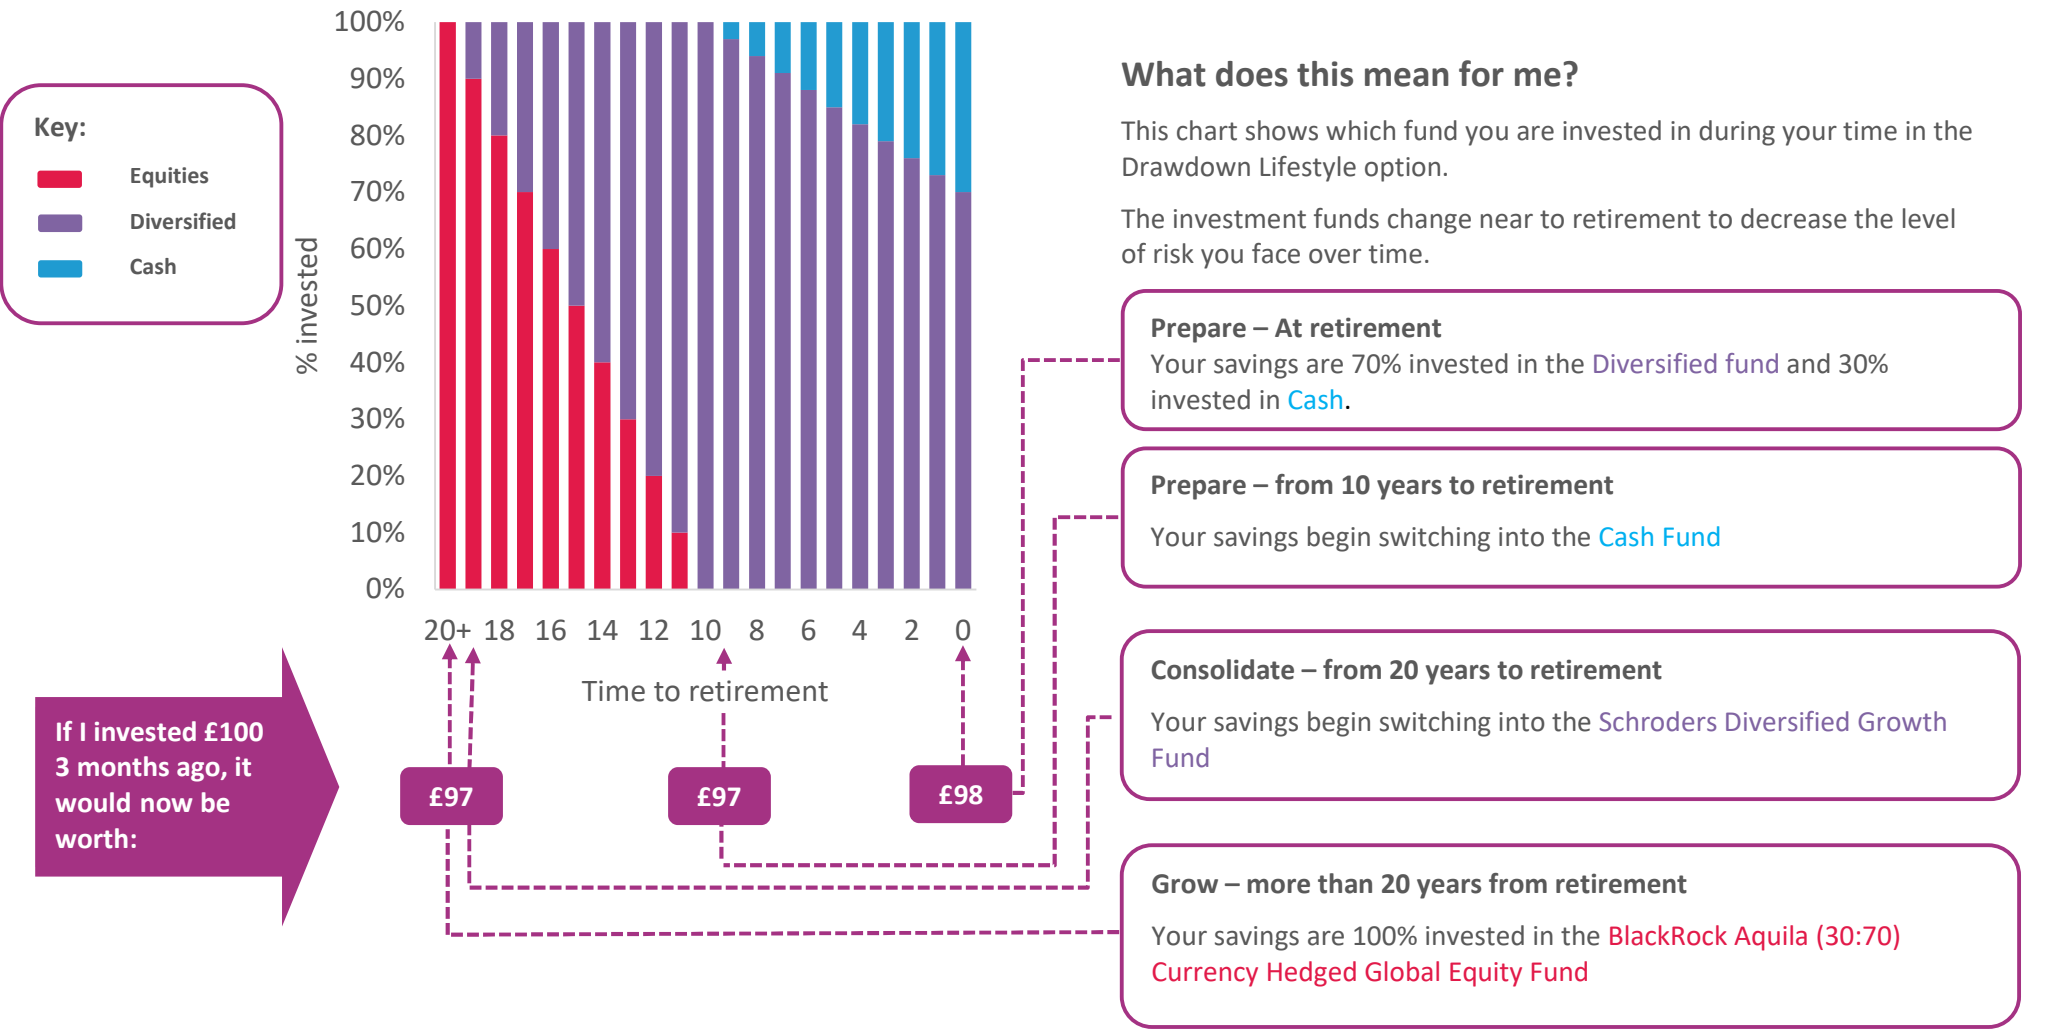 Key:
Equities
Diversified
Cash
% invested
100%
90%
80%
70%
60%
50%
40%
30%
20%
10%
0%
20+ 18 16 14 12 10 8 6 4 2 0
Time to retirement
If I invested £100
3 months ago, it
would now be
worth:
£97
£97
£98
What does this mean for me?
This chart shows which fund you are invested in during your time in the
Drawdown Lifestyle option.
The investment funds change near to retirement to decrease the level
of risk you face over time.
Prepare – At retirement
Your savings are 70% invested in the Diversified fund and 30%
invested in Cash.
Prepare – from 10 years to retirement
Your savings begin switching into the Cash Fund
Consolidate – from 20 years to retirement
Your savings begin switching into the Schroders Diversified Growth
Fund
Grow – more than 20 years from retirement
Your savings are 100% invested in the BlackRock Aquila (30:70)
Currency Hedged Global Equity Fund